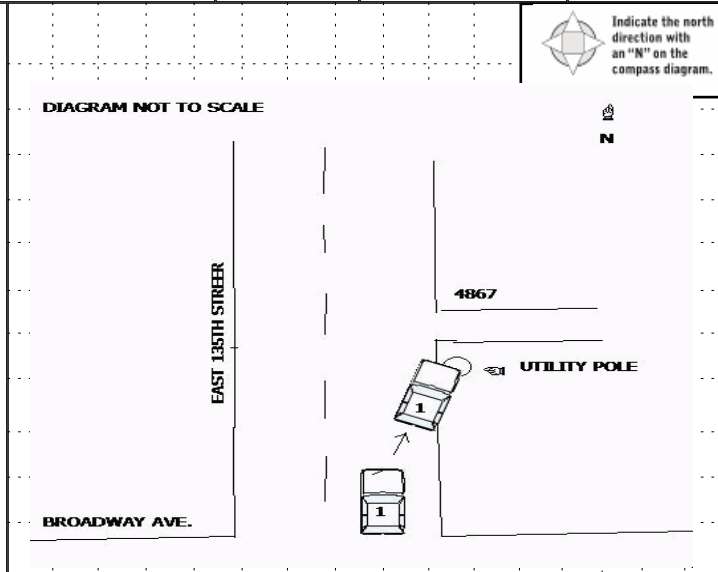 Indicate the north
direction with
an “N” on the
compass diagram.
DIAGRAM NOT TO SCALE
N
EAST 135TH STREER
4867
UTILITY POLE
1
1
BROADWAY AVE.